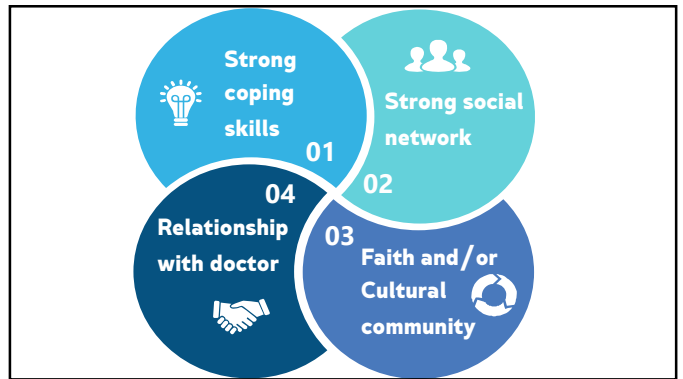 Strong
coping
skills
01
Strong social
network
02
03
Faith and/or
Cultural
community
04
Relationship
with doctor